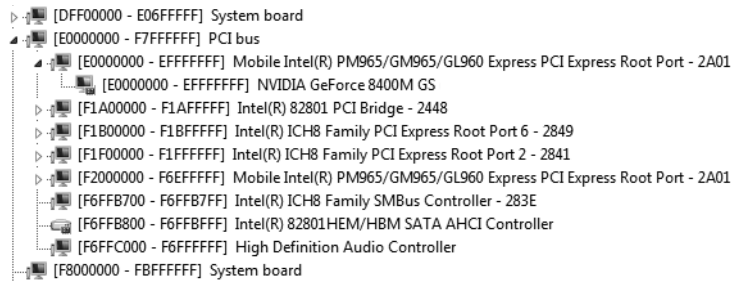 [DFF00000 - E06FFFFF] System board
[E0000000 - F7FFFFFF] PCI bus
[E0000000 - EFFFFFFF] Mobile Intel(R) PM965/GM965/GL960 Express PCI Express Root Port - 2A01
[E0000000 - EFFFFFFF] NVIDIA GeForce 8400M GS
[F1A00000 - F1AFFFFF] Intel(R) 82801 PCI Bridge - 2448
[F1B00000 - F1BFFFFF] Intel(R) ICH8 Family PCI Express Root Port 6 - 2849
[F1F00000 - F1FFFFFF] Intel(R) ICH8 Family PCI Express Root Port 2 - 2841
[F2000000 - F6EFFFFF] Mobile Intel(R) PM965/GM965/GL960 Express PCI Express Root Port - 2A01
[F6FFB700 - F6FFB7FF] Intel(R) ICH8 Family SMBus Controller - 283E
[F6FFB800 - F6FFBFFF] Intel(R) 82801HEM/HBM SATA AHCI Controller
[F6FFC000 - F6FFFFFF] High Definition Audio Controller
[F8000000 - FBFFFFFF] System board